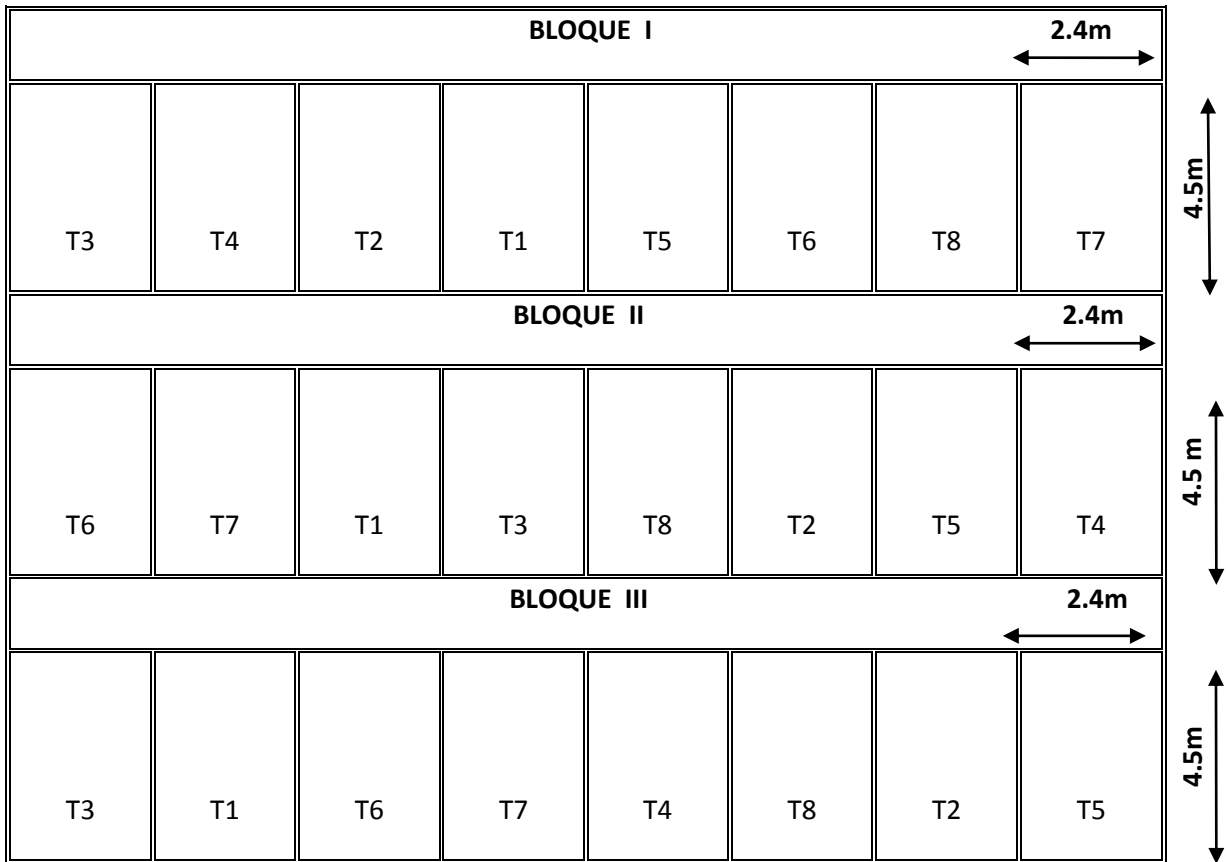 BLOQUE I 2.4m
4.5m
T3 T4 T2 T1 T5 T6 T8 T7
BLOQUE II 2.4m
4.5 m
T6 T7 T1 T3 T8 T2 T5 T4
BLOQUE III 2.4m
4.5m
T3 T1 T6 T7 T4 T8 T2 T5